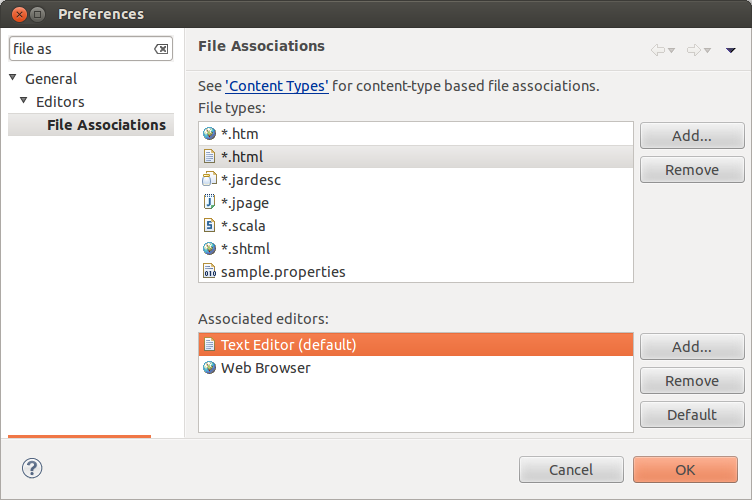 Preferences
file as
General
Editors
File Associations
File Associations
See 'Content Types' for content-type based file associations.
File types:
*.htm
*.html
*.jardesc
*.jpage
*.scala
*.shtml
sample.properties
Add...
Remove
Associated editors:
Text Editor (default)
Web Browser
Add...
Remove
Default
Cancel
OK